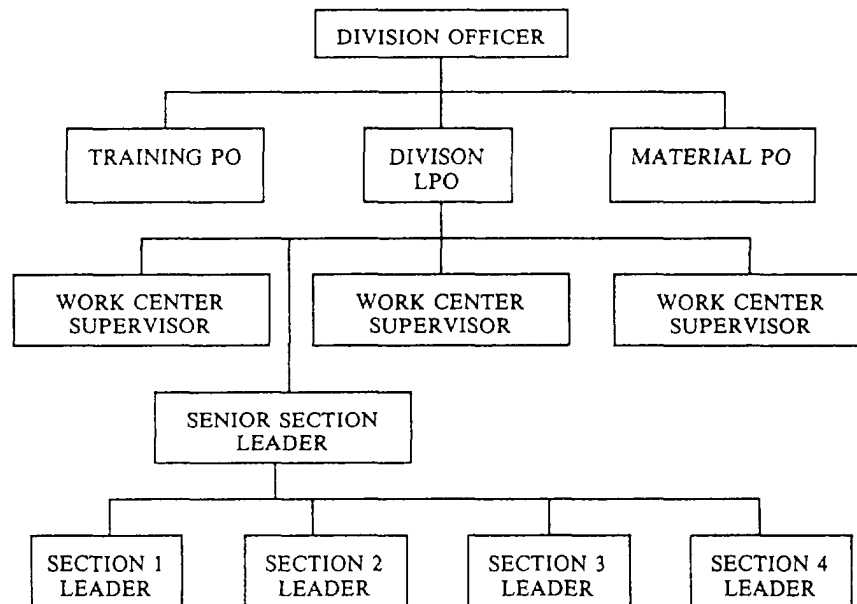 DIVISION OFFICER
TRAINING PO
DIVISON
LPO
MATERIAL PO
WORK CENTER
SUPERVISOR
WORK CENTER
SUPERVISOR
WORK CENTER
SUPERVISOR
SENIOR SECTION
LEADER
SECTION 1
LEADER
SECTION 2
LEADER
SECTION 3
LEADER
SECTION 4
LEADER